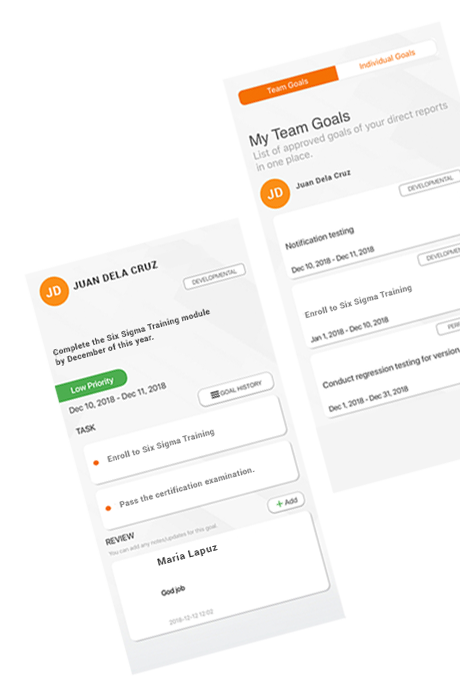 Team Goals
Individual Goals
My Team Goals
List of approved goals of your direct reports
in one place.
JD
Juan Dela Cruz
DEVELOPMENTAL
Notification testing
Dec 10, 2018 - Dec 11, 2018
DEVELOPMEN
Enroll to Six Sigma Training
Jan 1, 2018 - Dec 10, 2018
PER
Conduct regression testing for version
Dec 1, 2018 - Dec 31, 2018
JD
JUAN DELA CRUZ
DEVELOPMENTAL
Complete the Six Sigma Training module
by December of this year.
Low Priority
Dec 10, 2018 - Dec 11, 2018
GOAL HISTORY
TASK
Enroll to Six Sigma Training
Pass the certification examination.
+ Add
REVIEW
You can add any notes/updates for this goal.
Maria Lapuz
God job
2018-12-12 12:02